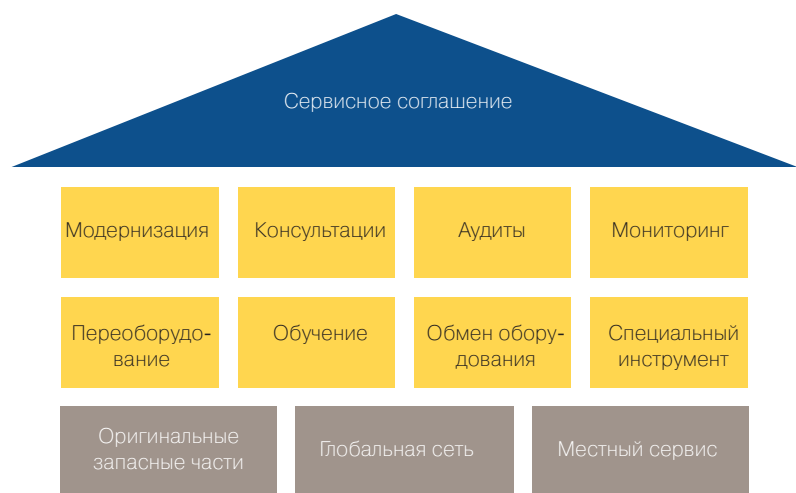 Сервисное соглашение
Модернизация
Консультации
Аудиты
Мониторинг
Переоборудо-
вание
Обучение
Обмен обору-
дования
Специальный
инструмент
Оригинальные
запасные части
Глобальная сеть
Местный сервис